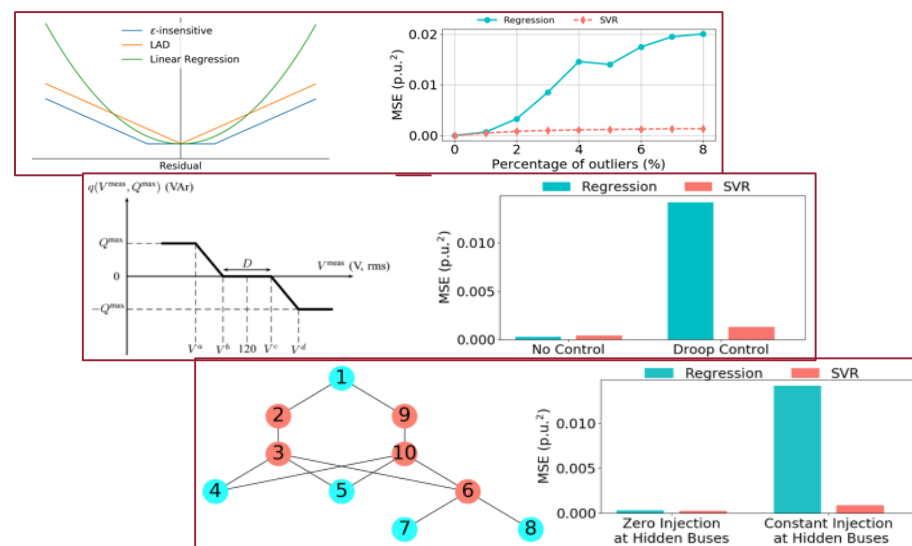 ε-insensitive
LAD
Linear Regression
Residual
Regression SVR
MSE (p.u.²)
0.02
0.01
0.00
0 2 4 6 8
Percentage of outliers (%)
q(V^meas, Q^max) (VAr)
Q^max
0
−Q^max
D
V^meas (V, rms)
V^a V^b 120 V^c V^d
Regression SVR
MSE (p.u.²)
0.010
0.005
0.000
No Control Droop Control
1
2 9
3 10
4 5 6
7 8
Regression SVR
MSE (p.u.²)
0.010
0.005
0.000
Zero Injection Constant Injection
at Hidden Buses at Hidden Buses